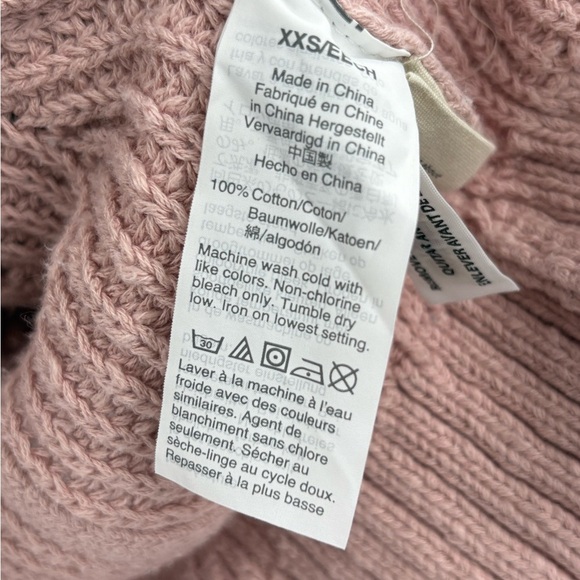 XXS/EECH
Made in China
Fabriqué en Chine
in China Hergestellt
Vervaardigd in China
中国製
Hecho en China
100% Cotton/Coton/
Baumwolle/Katoen/
綿/algodón
Machine wash cold with
like colors. Non-chlorine
bleach only. Tumble dry
low. Iron on lowest setting.
30
Laver à la machine à l'eau
froide avec des couleurs
similaires. Agent de
blanchiment sans chlore
seulement. Sécher au
sèche-linge au cycle doux.
Repasser à la plus basse
ENLEVER AVANT DE